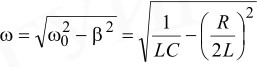 ω = √(ω₀² − β²) = √(1/LC − (R/2L)²)